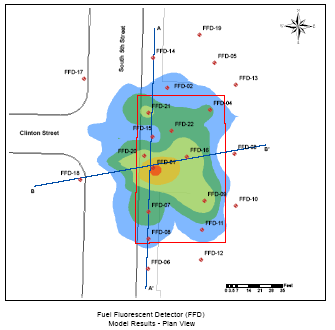 FFD-19
A
South 5th Street
FFD-14
FFD-05
FFD-17
FFD-02
FFD-13
FFD-21
FFD-04
Clinton Street
FFD-15
FFD-22
FFD-20
FFD-16
B'
FFD-01
FFD-18
B
FFD-09
FFD-10
FFD-07
FFD-11
FFD-08
FFD-06
FFD-12
A'
Feet
Fuel Fluorescent Detector (FFD)
Model Results - Plan View